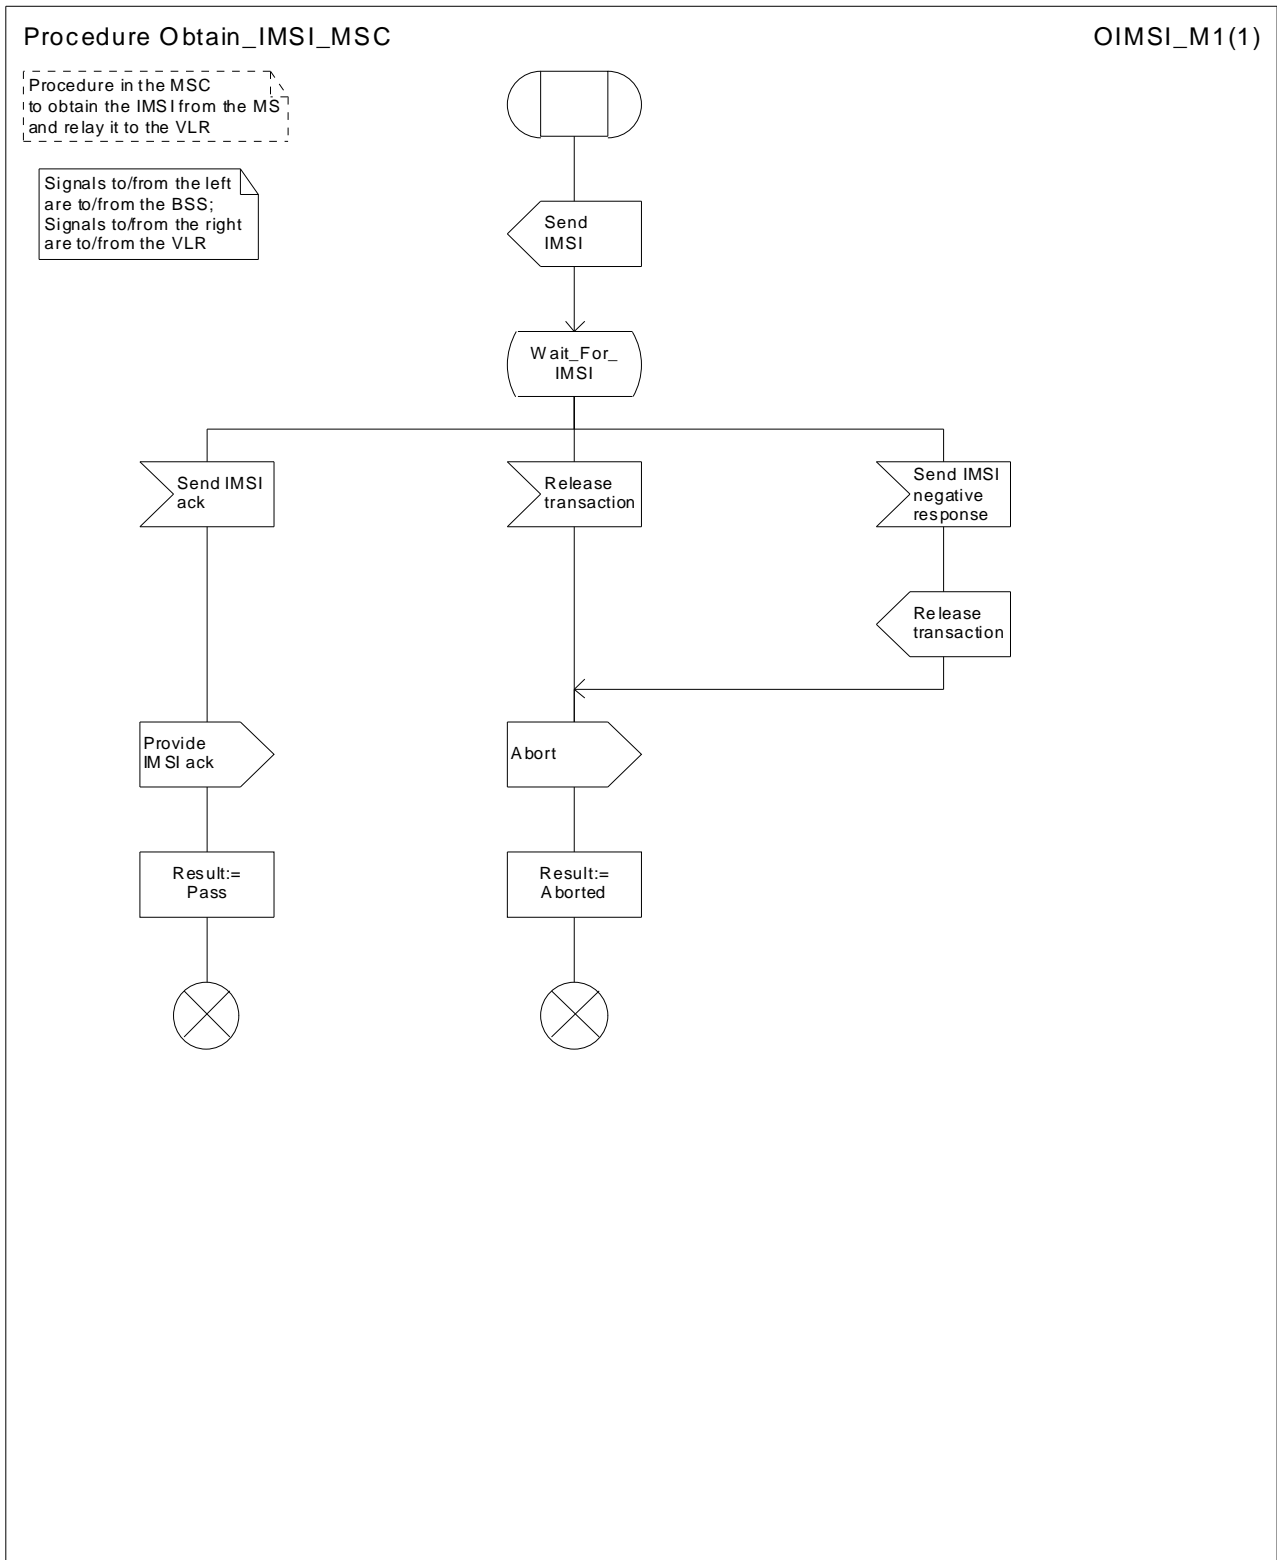 Procedure Obtain_IMSI_MSC
OIMSI_M1(1)
Procedure in the MSC
to obtain the IMSI from the MS
and relay it to the VLR
Signals to/from the left
are to/from the BSS;
Signals to/from the right
are to/from the VLR
Send
IMSI
Wait_For_
IMSI
Send IMSI
ack
Release
transaction
Send IMSI
negative
response
Release
transaction
Provide
IMSI ack
Abort
Result:=
Pass
Result:=
Aborted